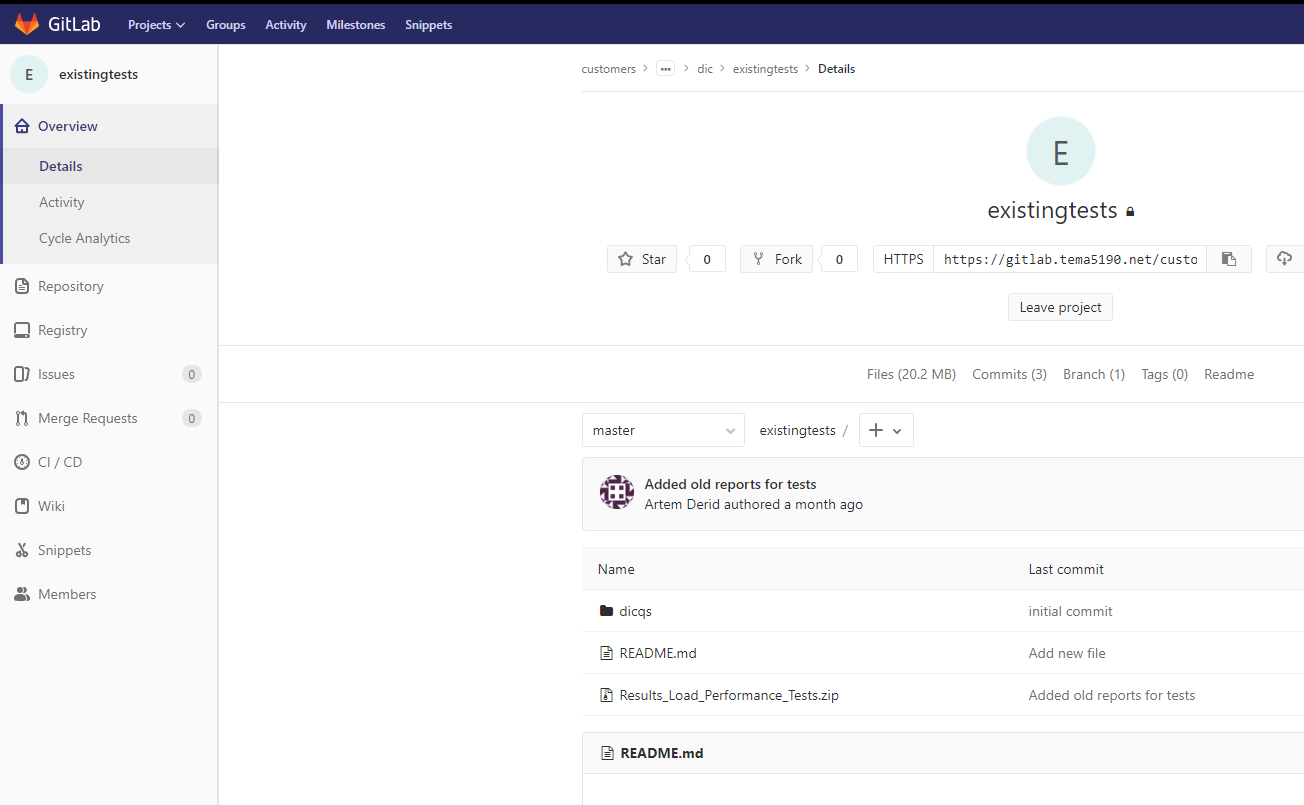 GitLab Projects Groups Activity Milestones Snippets
E existingtests
Overview
Details
Activity
Cycle Analytics
Repository
Registry
Issues 0
Merge Requests 0
CI / CD
Wiki
Snippets
Members
customers > ... > dic > existingtests > Details
E
existingtests
Star 0 Fork 0 HTTPS https://gitlab.tema5190.net/custo
Leave project
Files (20.2 MB) Commits (3) Branch (1) Tags (0) Readme
master existingtests / +
Added old reports for tests
Artem Derid authored a month ago
Name Last commit
dicqs initial commit
README.md Add new file
Results_Load_Performance_Tests.zip Added old reports for tests
README.md